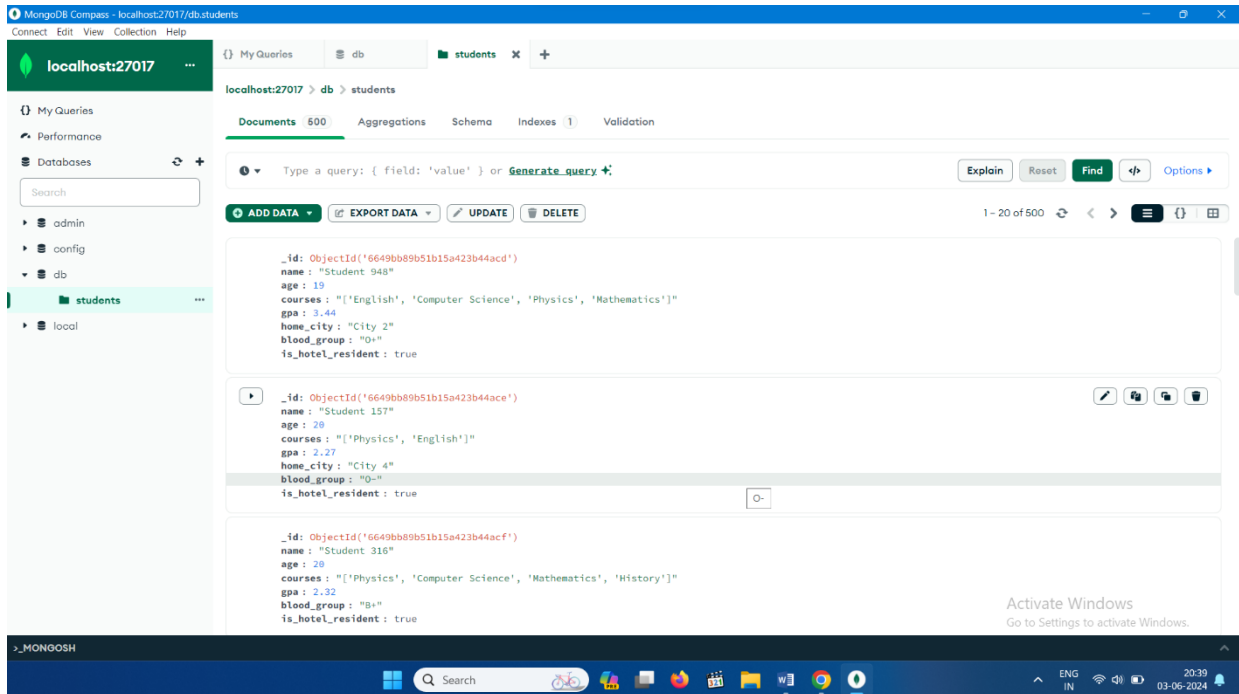 MongoDB Compass - localhost:27017/db.students
Connect Edit View Collection Help
localhost:27017 ...
{} My Queries
db
students
localhost:27017 > db > students
{} My Queries
Performance
Databases
Search
admin
config
db
students ...
local
Documents 500 Aggregations Schema Indexes 1 Validation
Type a query: { field: 'value' } or Generate query
Explain Reset Find </> Options
ADD DATA EXPORT DATA UPDATE DELETE
1 – 20 of 500 {}
_id: ObjectId('6649bb89b51b15a423b44acd')
name : "Student 948"
age : 19
courses : "['English', 'Computer Science', 'Physics', 'Mathematics']"
gpa : 3.44
home_city : "City 2"
blood_group : "O+"
is_hotel_resident : true
_id: ObjectId('6649bb89b51b15a423b44ace')
name : "Student 157"
age : 20
courses : "['Physics', 'English']"
gpa : 2.27
home_city : "City 4"
blood_group : "O-"
is_hotel_resident : true
O-
_id: ObjectId('6649bb89b51b15a423b44acf')
name : "Student 316"
age : 20
courses : "['Physics', 'Computer Science', 'Mathematics', 'History']"
gpa : 2.32
blood_group : "B+"
is_hotel_resident : true
Activate Windows
Go to Settings to activate Windows.
>_MONGOSH
Search
PRE
321
ENG
IN
20:39
03-06-2024